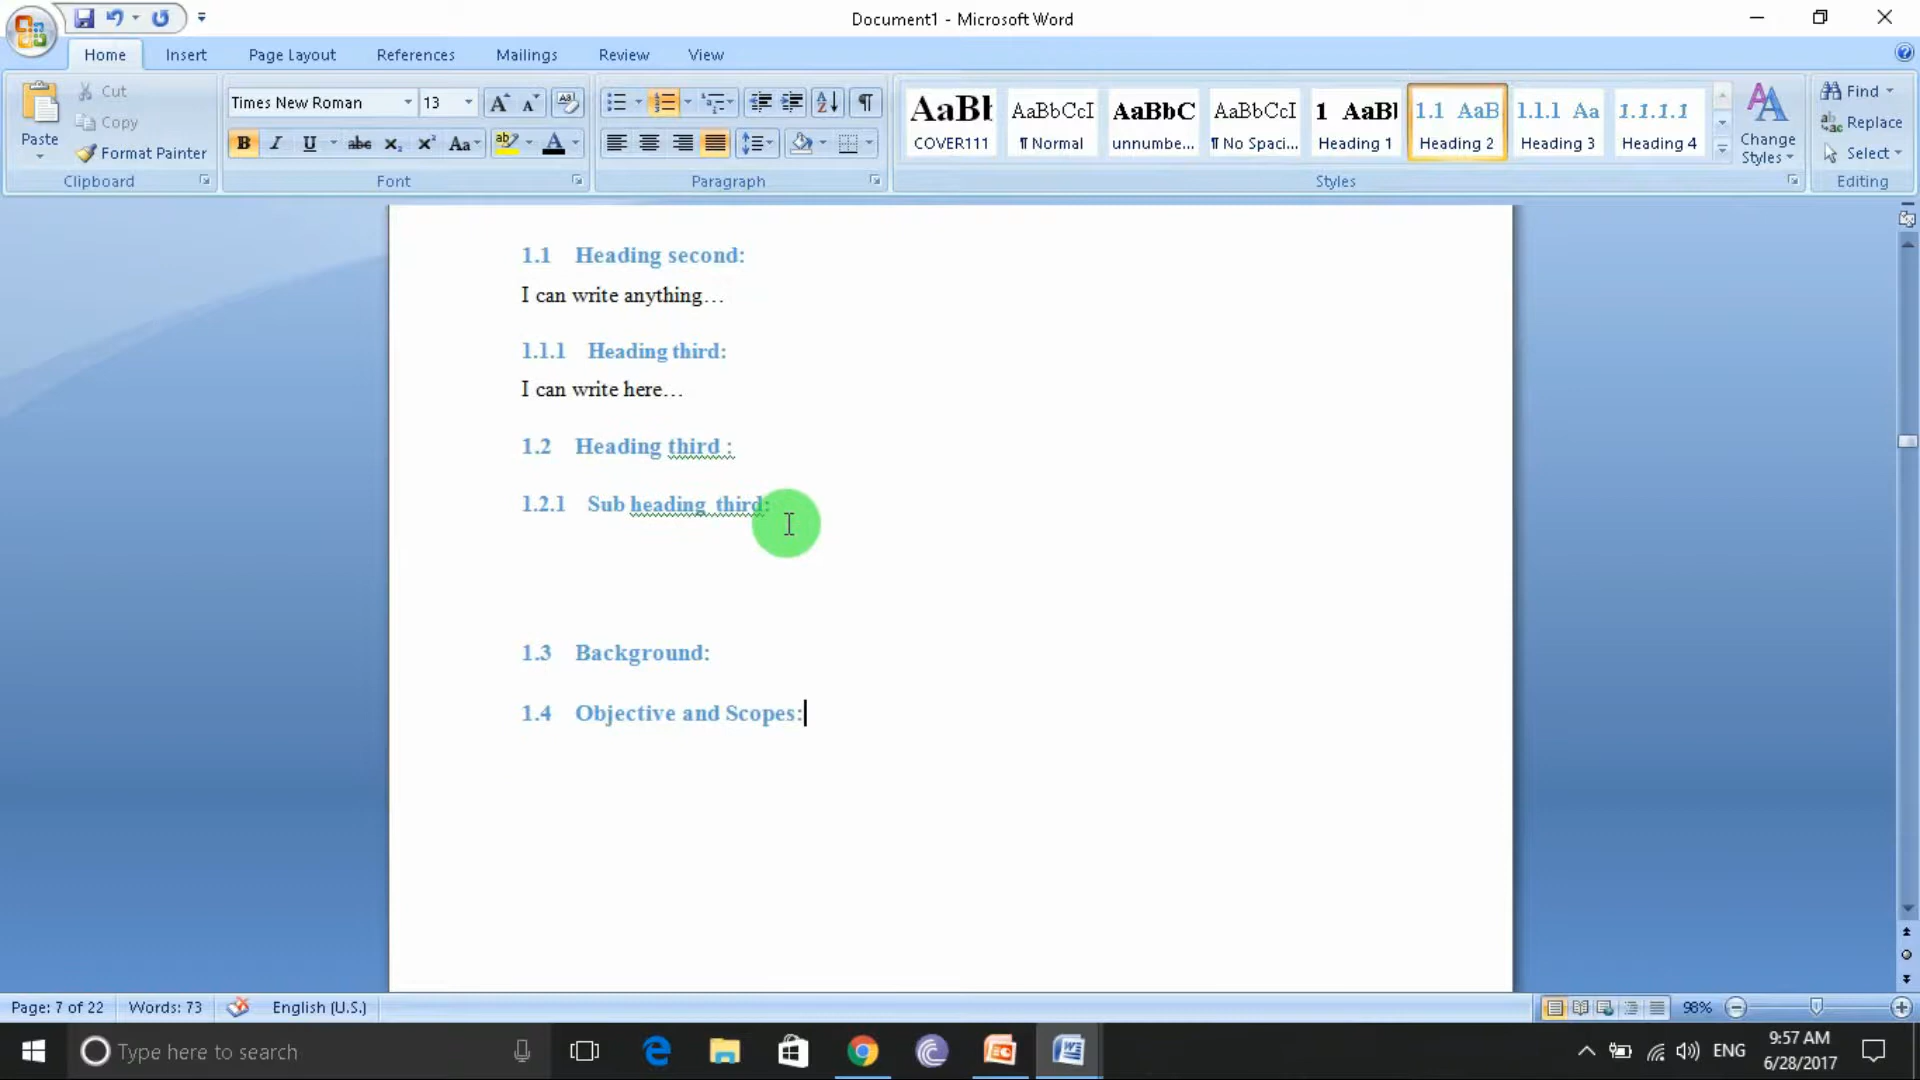 Document1 - Microsoft Word
Home Insert Page Layout References Mailings Review View
Paste
Cut
Copy
Format Painter
Clipboard
Times New Roman 13
B I U abc X₂ X² Aa
Font
Paragraph
AaBl AaBbCcI AaBbC AaBbCcI 1 AaBl 1.1 AaB 1.1.1 Aa 1.1.1.1
COVER111 ¶ Normal unnumbe... ¶ No Spaci... Heading 1 Heading 2 Heading 3 Heading 4
Change Styles
Styles
Find
Replace
Select
Editing
1.1 Heading second:
I can write anything…
1.1.1 Heading third:
I can write here…
1.2 Heading third :
1.2.1 Sub heading third:
1.3 Background:
1.4 Objective and Scopes:
Page: 7 of 22 Words: 73 English (U.S.) 98%
Type here to search
ENG
9:57 AM
6/28/2017